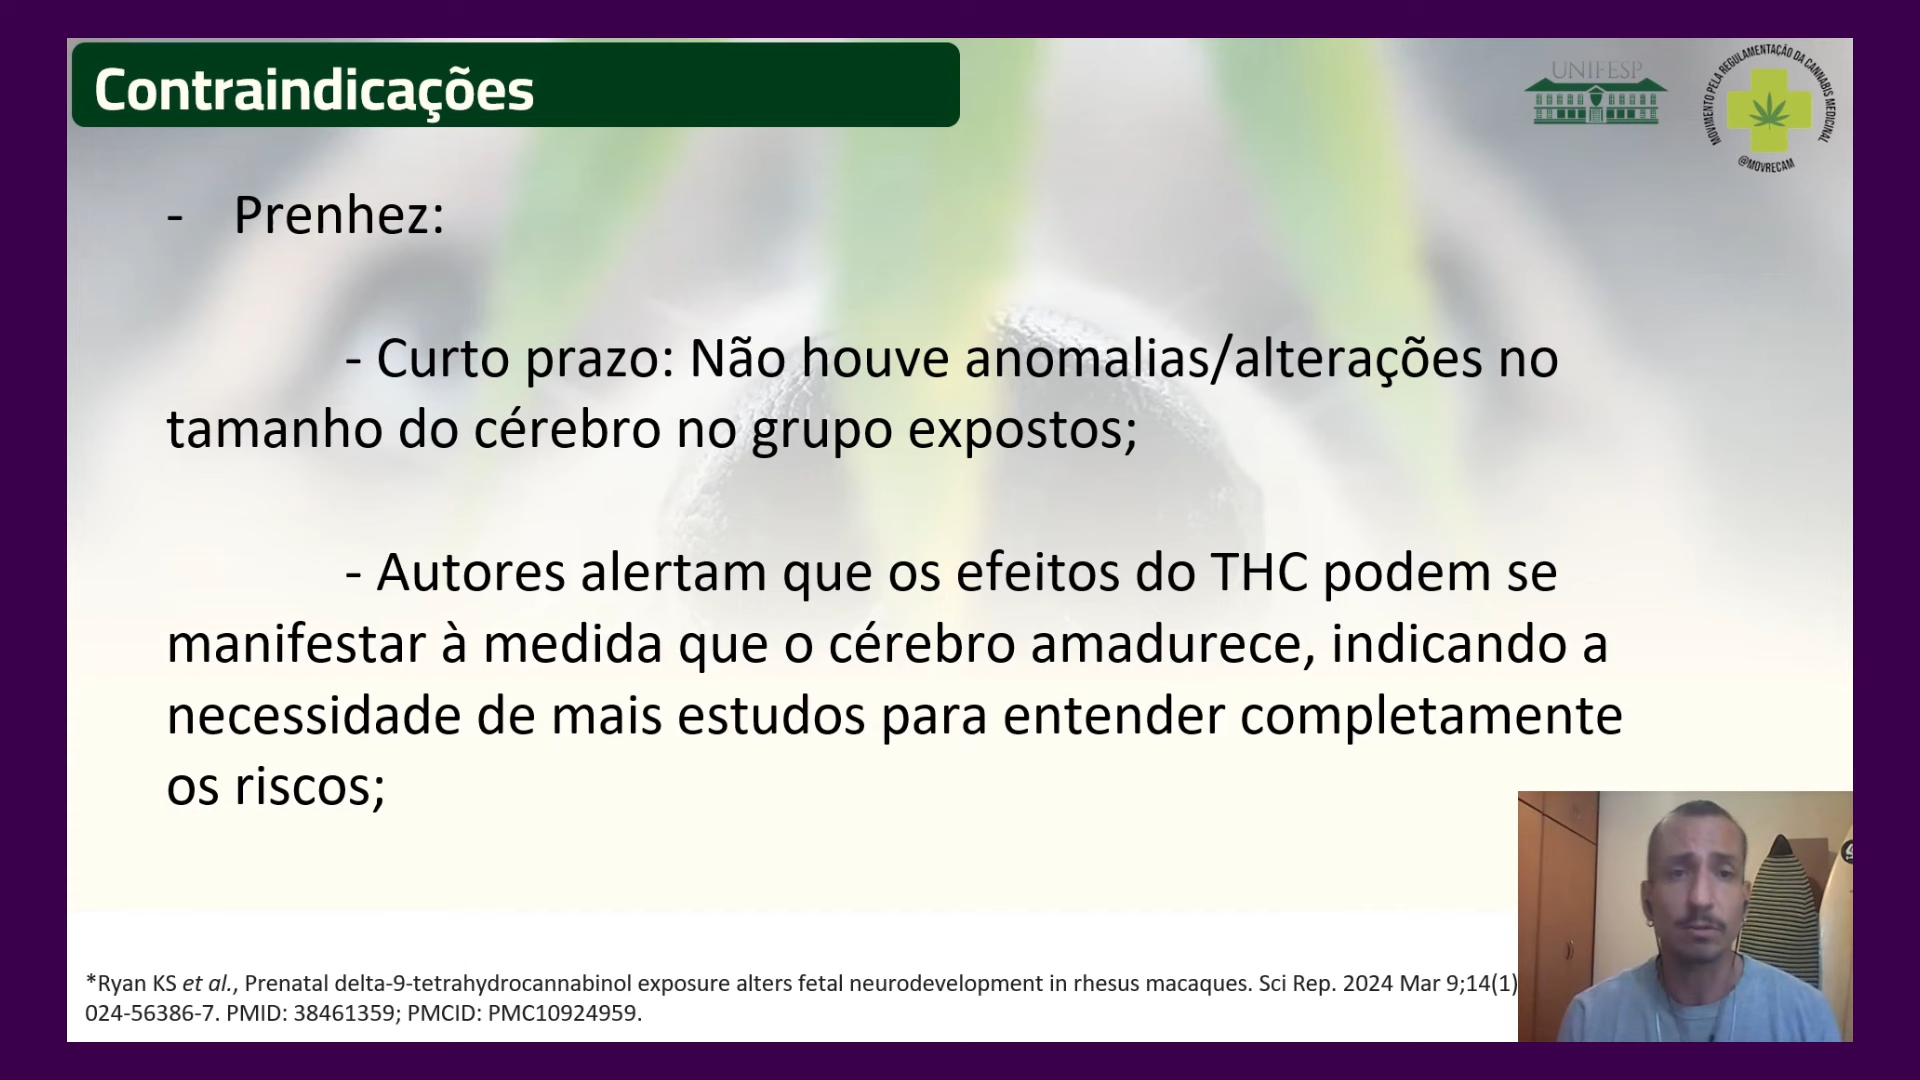 Contraindicações
UNIFESP
MOVIMENTO PELA REGULAMENTAÇÃO DA CANNABIS MEDICINAL
@MOVRECAM
- Prenhez:
- Curto prazo: Não houve anomalias/alterações no
tamanho do cérebro no grupo expostos;
- Autores alertam que os efeitos do THC podem se
manifestar à medida que o cérebro amadurece, indicando a
necessidade de mais estudos para entender completamente
os riscos;
*Ryan KS et al., Prenatal delta-9-tetrahydrocannabinol exposure alters fetal neurodevelopment in rhesus macaques. Sci Rep. 2024 Mar 9;14(1)
024-56386-7. PMID: 38461359; PMCID: PMC10924959.